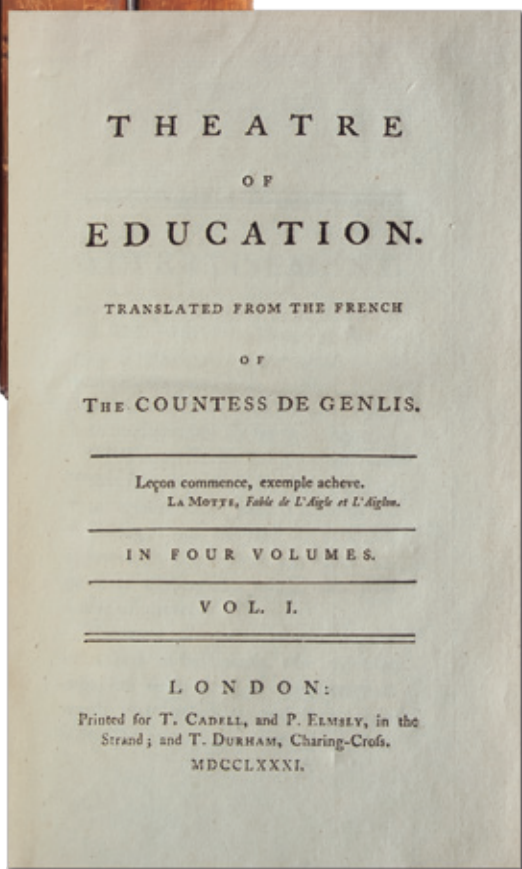 THEATRE
OF
EDUCATION.
TRANSLATED FROM THE FRENCH
OF
THE COUNTESS DE GENLIS.
Leçon commence, exemple acheve.
LA MOTTE, Fable de L'Aigle et L'Aiglon.
IN FOUR VOLUMES.
VOL. I.
LONDON:
Printed for T. CADELL, and P. ELMSLY, in the
Strand; and T. DURHAM, Charing-Croſs.
MDCCLXXXI.